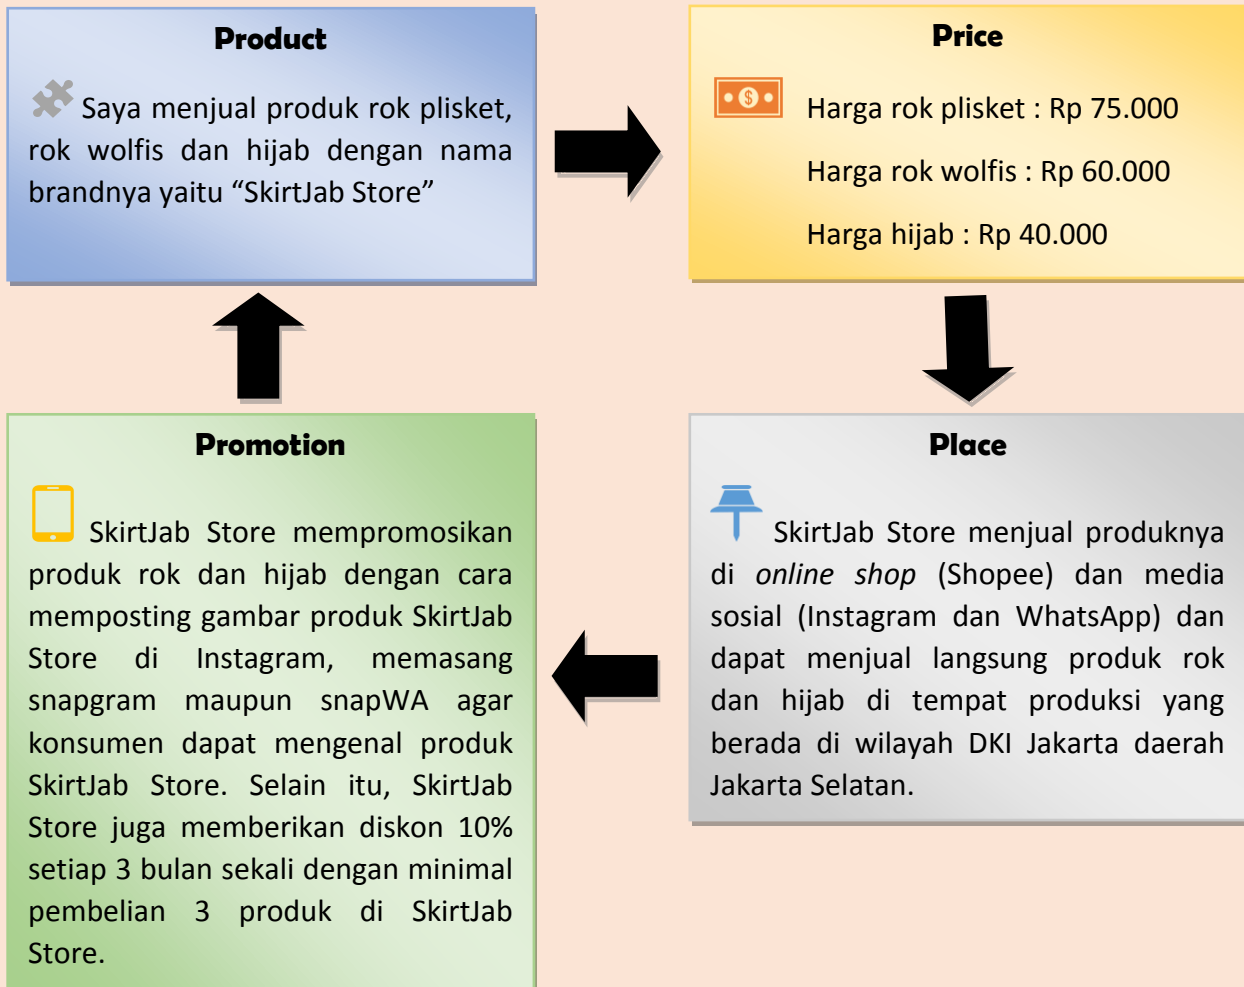 Product
Saya menjual produk rok plisket,
rok wolfis dan hijab dengan nama
brandnya yaitu “SkirtJab Store”
Price
Harga rok plisket : Rp 75.000
Harga rok wolfis : Rp 60.000
Harga hijab : Rp 40.000
Place
SkirtJab Store menjual produknya
di online shop (Shopee) dan media
sosial (Instagram dan WhatsApp) dan
dapat menjual langsung produk rok
dan hijab di tempat produksi yang
berada di wilayah DKI Jakarta daerah
Jakarta Selatan.
Promotion
SkirtJab Store mempromosikan
produk rok dan hijab dengan cara
memposting gambar produk SkirtJab
Store di Instagram, memasang
snapgram maupun snapWA agar
konsumen dapat mengenal produk
SkirtJab Store. Selain itu, SkirtJab
Store juga memberikan diskon 10%
setiap 3 bulan sekali dengan minimal
pembelian 3 produk di SkirtJab
Store.